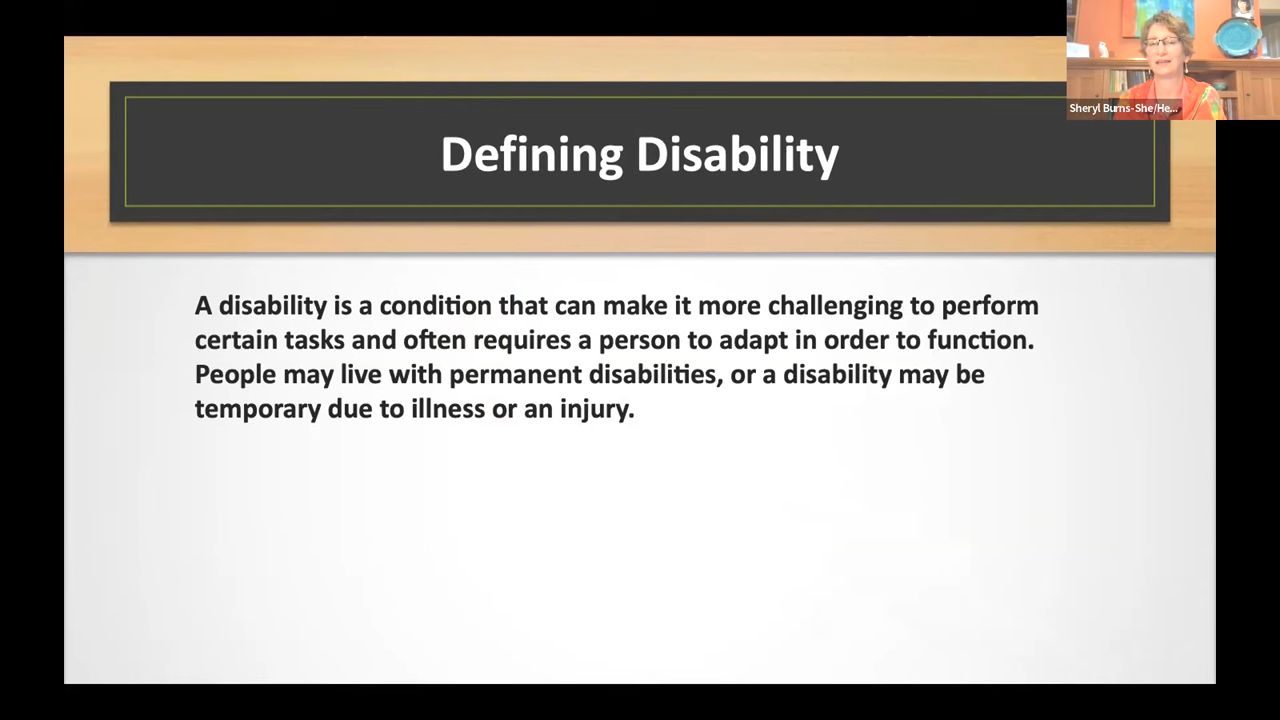 Defining Disability
Sheryl Burns-She/He...
A disability is a condition that can make it more challenging to perform
certain tasks and often requires a person to adapt in order to function.
People may live with permanent disabilities, or a disability may be
temporary due to illness or an injury.